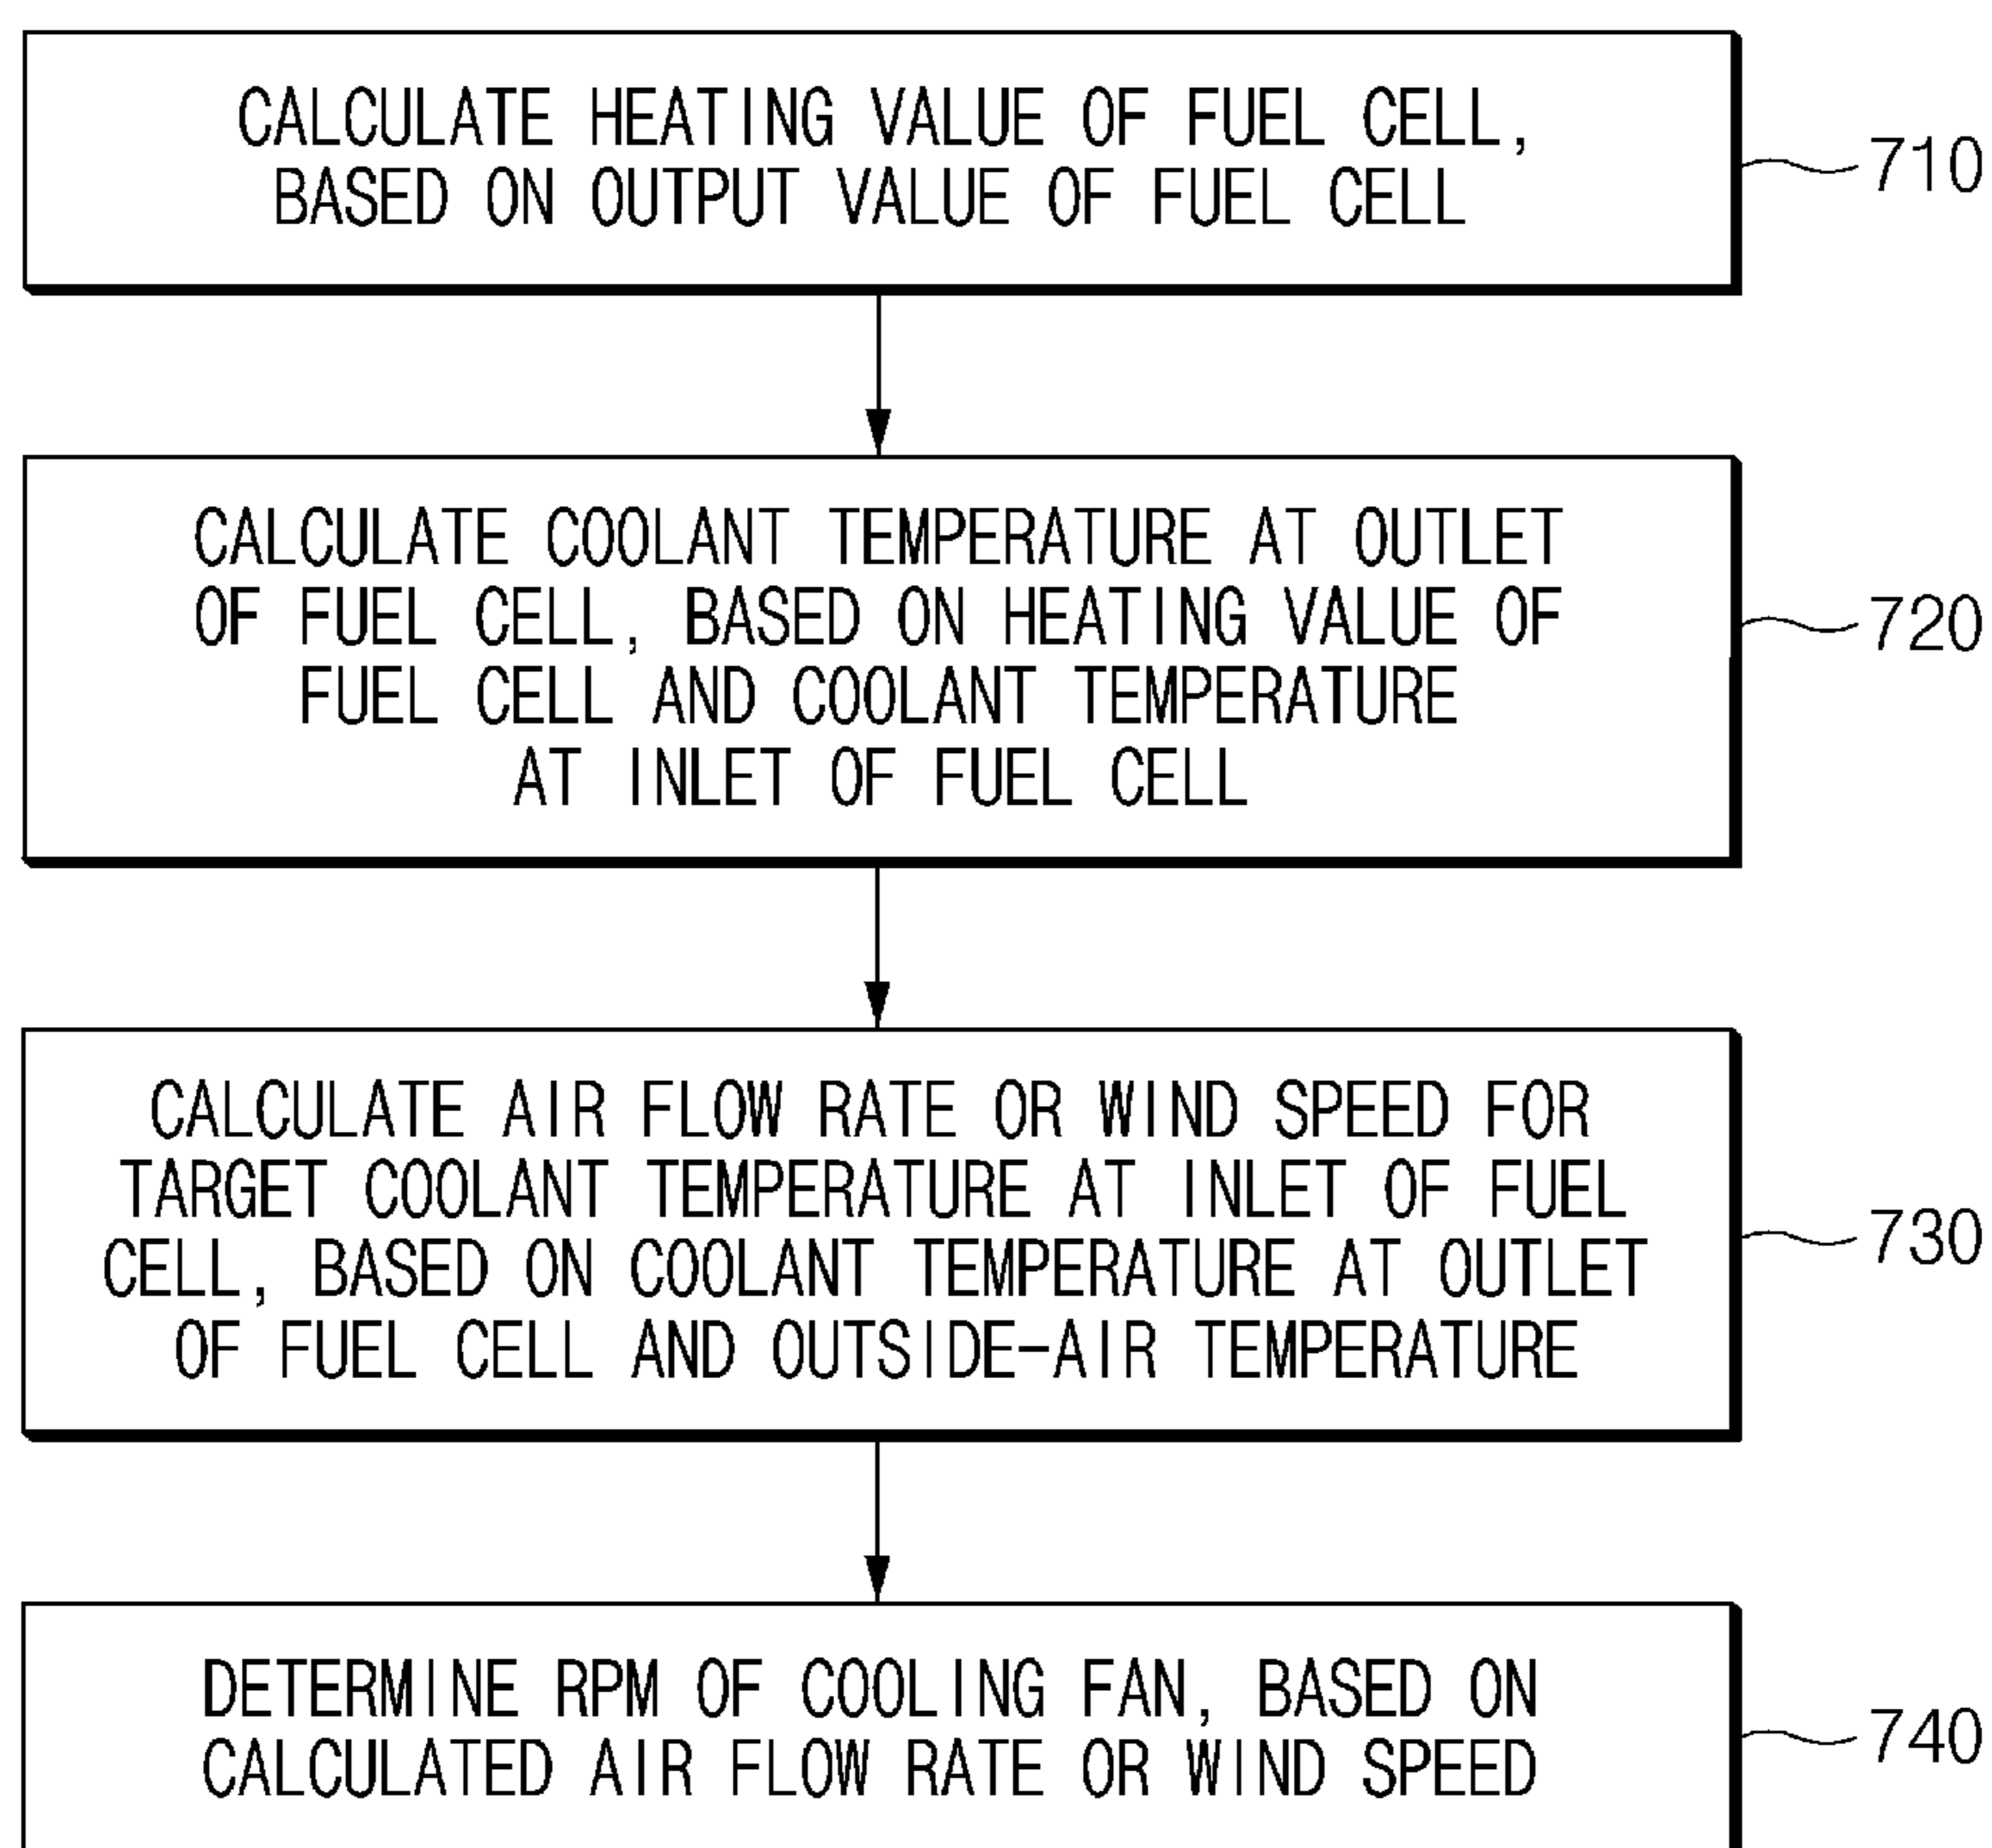 CALCULATE HEATING VALUE OF FUEL CELL,
BASED ON OUTPUT VALUE OF FUEL CELL
710
CALCULATE COOLANT TEMPERATURE AT OUTLET
OF FUEL CELL, BASED ON HEATING VALUE OF
FUEL CELL AND COOLANT TEMPERATURE
AT INLET OF FUEL CELL
720
CALCULATE AIR FLOW RATE OR WIND SPEED FOR
TARGET COOLANT TEMPERATURE AT INLET OF FUEL
CELL, BASED ON COOLANT TEMPERATURE AT OUTLET
OF FUEL CELL AND OUTSIDE-AIR TEMPERATURE
730
DETERMINE RPM OF COOLING FAN, BASED ON
CALCULATED AIR FLOW RATE OR WIND SPEED
740